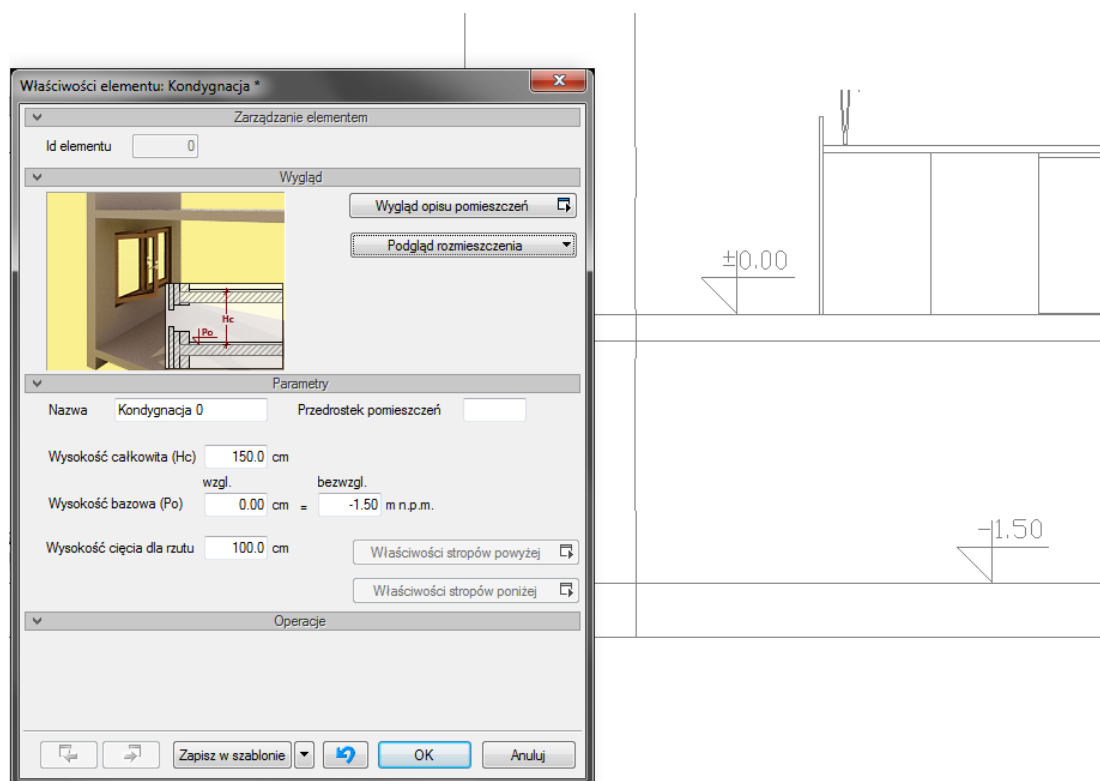 Właściwości elementu: Kondygnacja *
Zarządzanie elementem
Id elementu 0
Wygląd
Wygląd opisu pomieszczeń
Podgląd rozmieszczenia
Hc
Po
Parametry
Nazwa Kondygnacja 0 Przedrostek pomieszczeń
Wysokość całkowita (Hc) 150.0 cm
wzgl. bezwzgl.
Wysokość bazowa (Po) 0.00 cm = -1.50 m n.p.m.
Wysokość cięcia dla rzutu 100.0 cm
Właściwości stropów powyżej
Właściwości stropów poniżej
Operacje
Zapisz w szablonie OK Anuluj
±0.00
-1.50